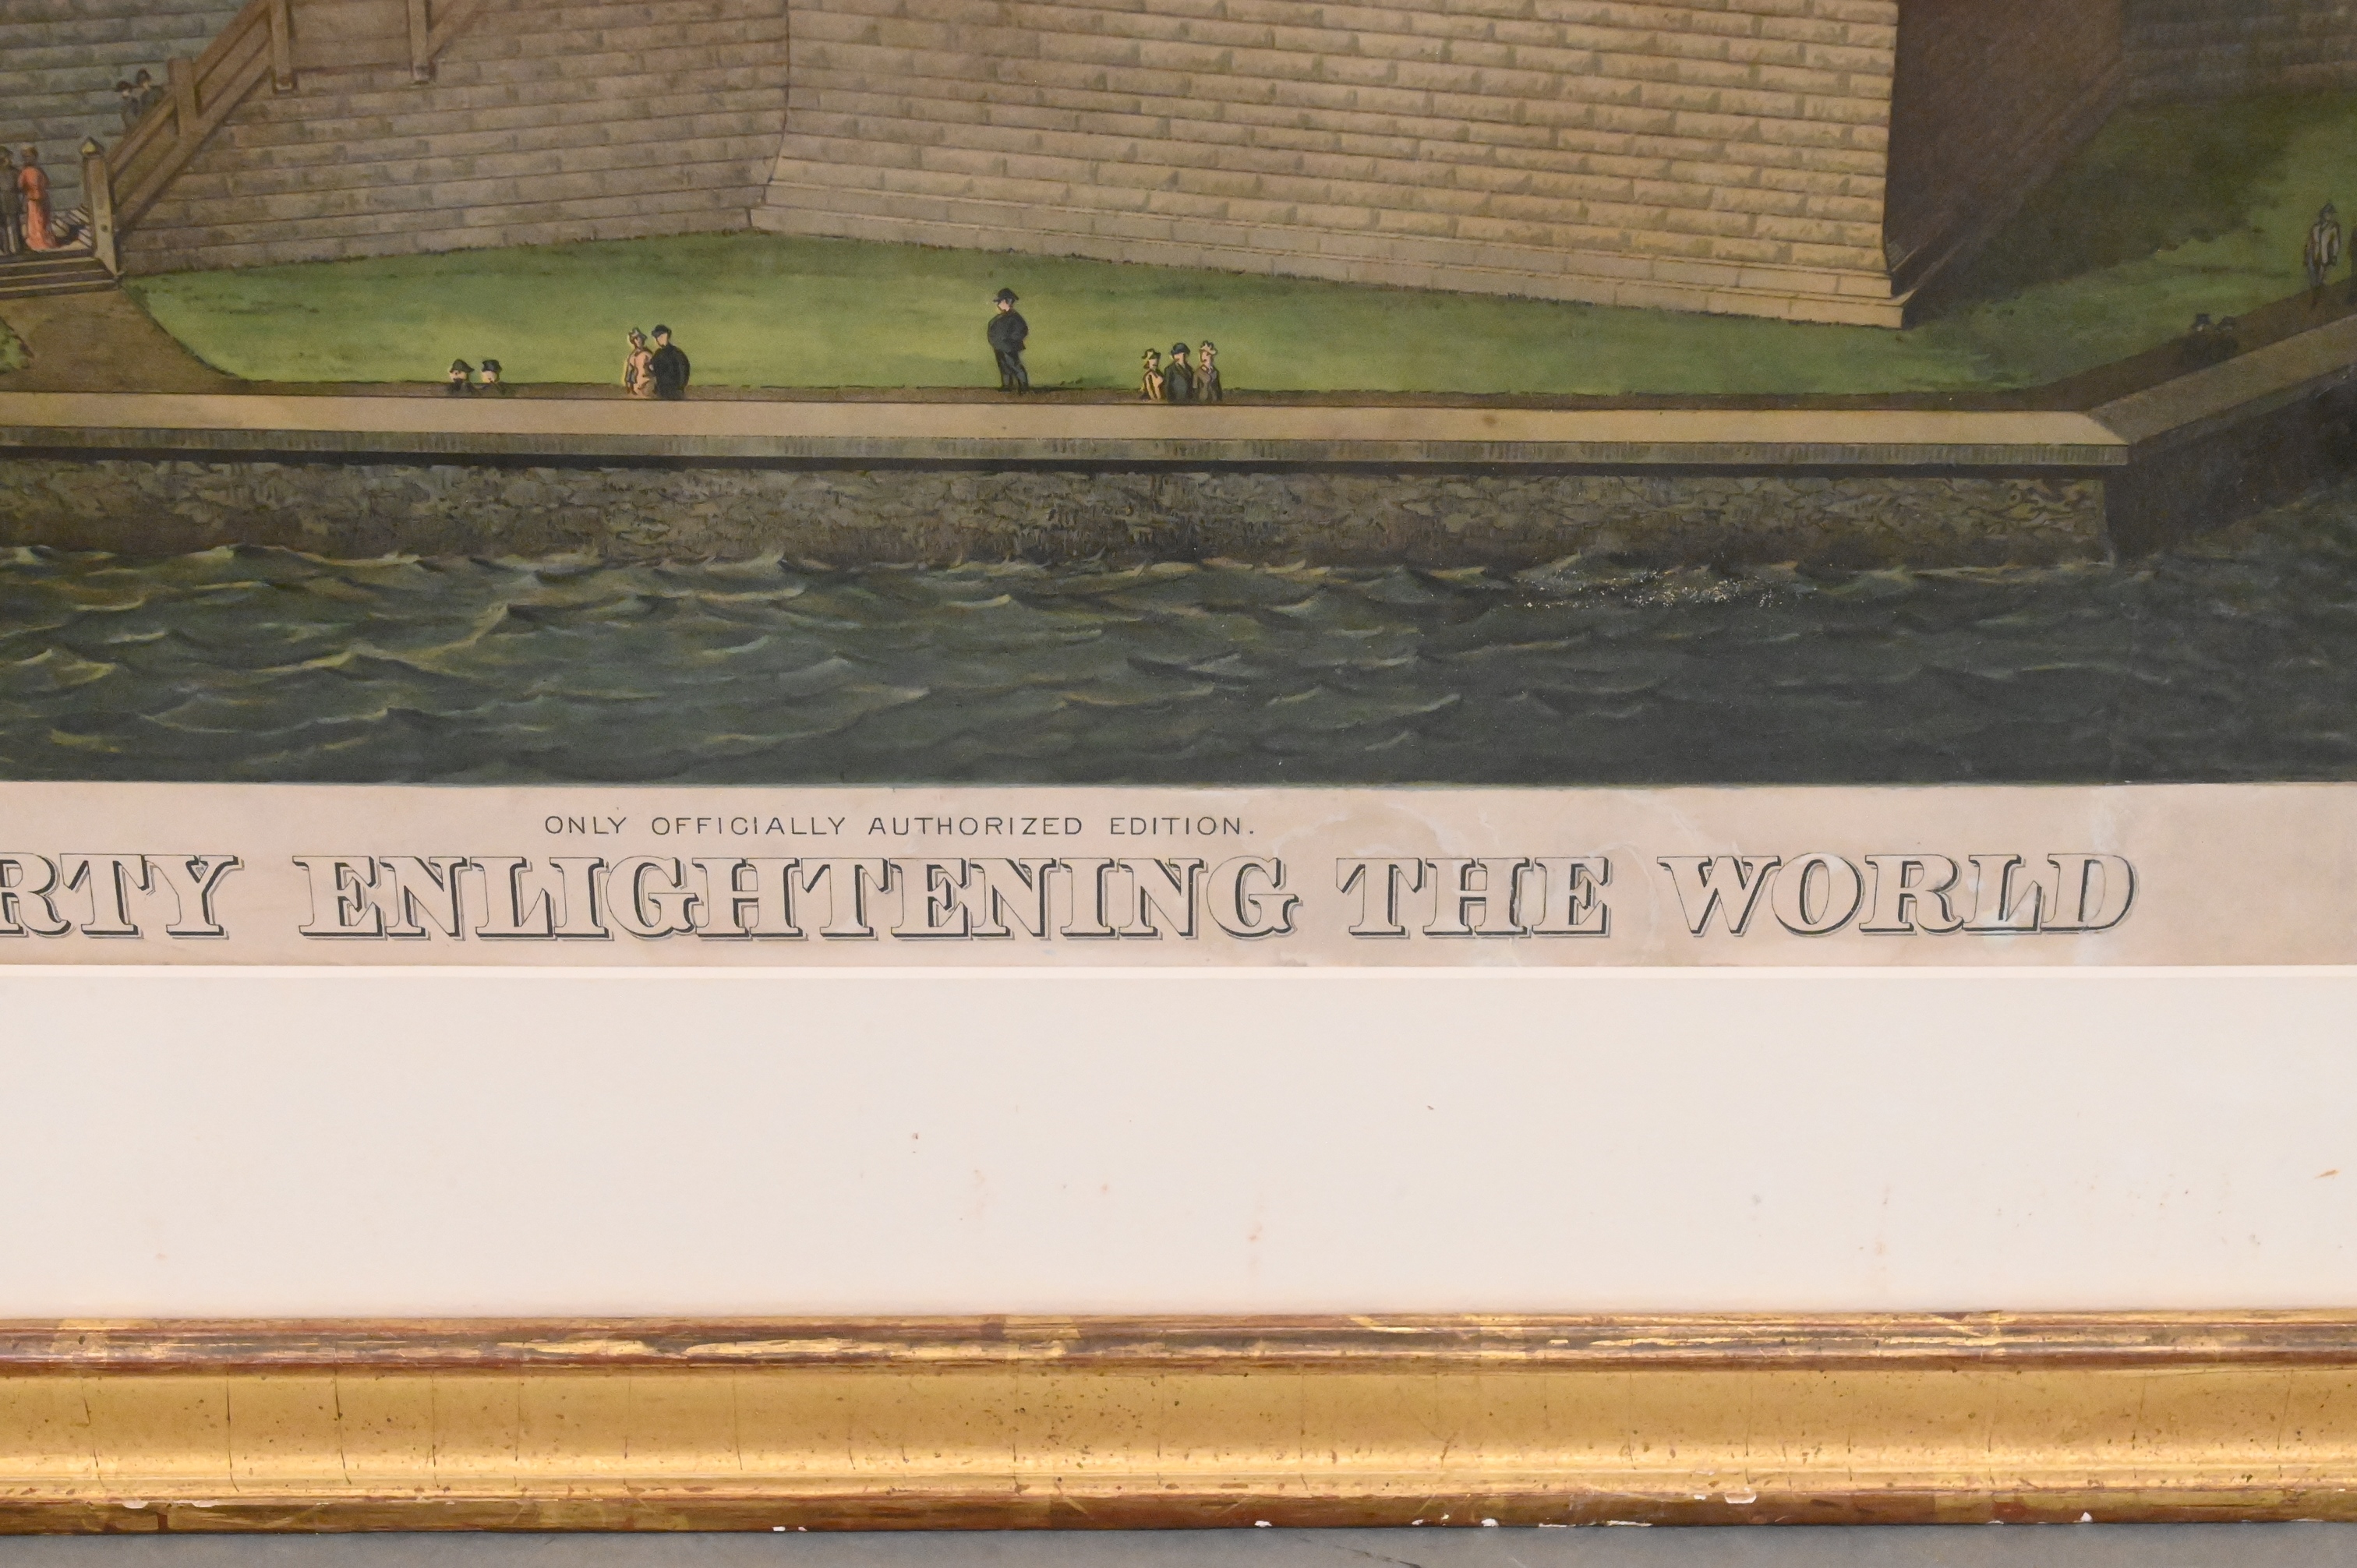 ONLY OFFICIALLY AUTHORIZED EDITION.
RTY ENLIGHTENING THE WORLD